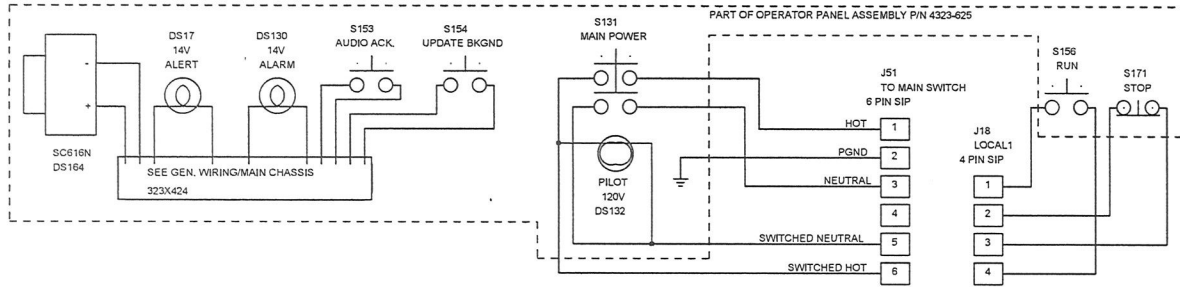 PART OF OPERATOR PANEL ASSEMBLY P/N 4323-625
DS17
14V
ALERT
DS130
14V
ALARM
S153
AUDIO ACK.
S154
UPDATE BKGND
S131
MAIN POWER
S156
RUN
S171
STOP
-
+
SC616N
DS164
SEE GEN. WIRING/MAIN CHASSIS
323X424
PILOT
120V
DS132
J51
TO MAIN SWITCH
6 PIN SIP
HOT
1
PGND
2
NEUTRAL
3
4
SWITCHED NEUTRAL
5
SWITCHED HOT
6
J18
LOCAL1
4 PIN SIP
1
2
3
4